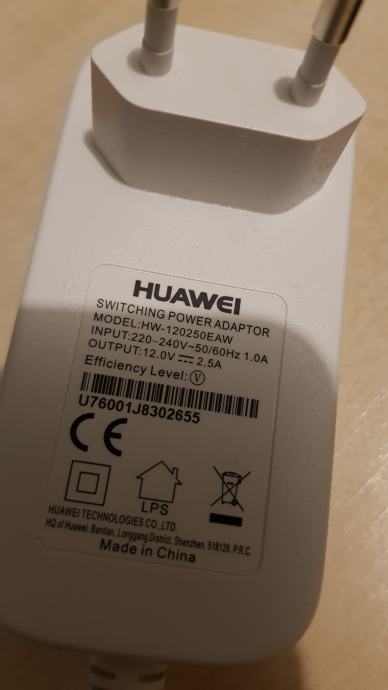 HUAWEI
SWITCHING POWER ADAPTOR
MODEL:HW-120250EAW
INPUT:220~240V~50/60Hz 1.0A
OUTPUT:12.0V⎓2.5A
Efficiency Level:Ⓥ
U76001J8302655
CE
LPS
HUAWEI TECHNOLOGIES CO.,LTD.
HQ of Huawei, Bantian, Longgang District, Shenzhen, 518129, P.R.C
Made in China